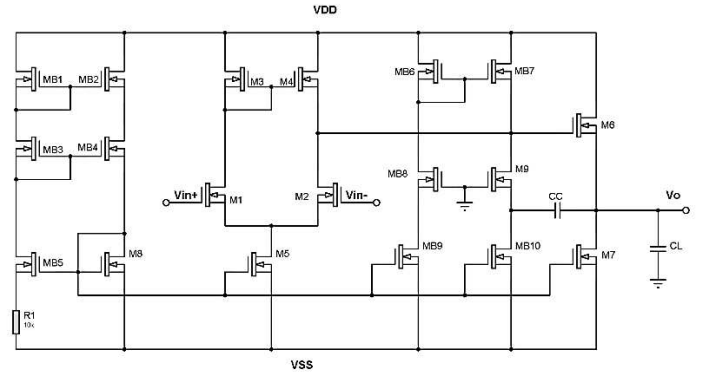 VDD
MB1 MB2 M3 M4 MB6 MB7
M6
MB3 MB4 MB8 M9
Vin+ M1 M2 Vin- CC Vo
MB5 M8 M5 MB9 MB10 M7 CL
R1
10k
VSS